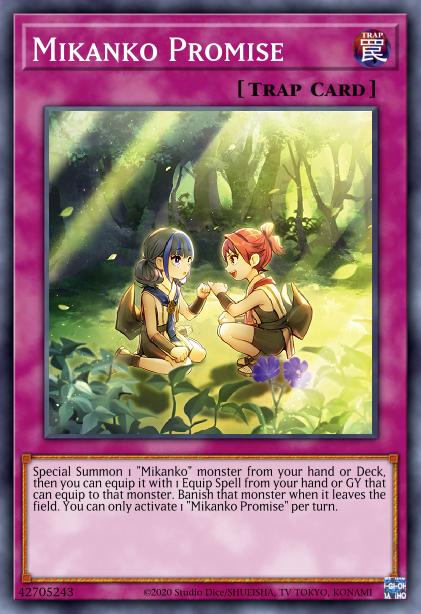 Mikanko Promise
TRAP
罠
[Trap Card]
Special Summon 1 "Mikanko" monster from your hand or Deck,
then you can equip it with 1 Equip Spell from your hand or GY that
can equip to that monster. Banish that monster when it leaves the
field. You can only activate 1 "Mikanko Promise" per turn.
42705243
©2020 Studio Dice/SHUEISHA, TV TOKYO, KONAMI